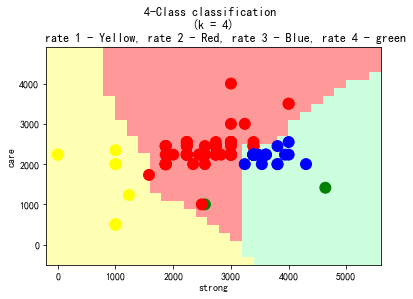 4-Class classification
(k = 4)
rate 1 - Yellow, rate 2 - Red, rate 3 - Blue, rate 4 - green
4000
3000
2000
1000
0
care
0 1000 2000 3000 4000 5000
strong